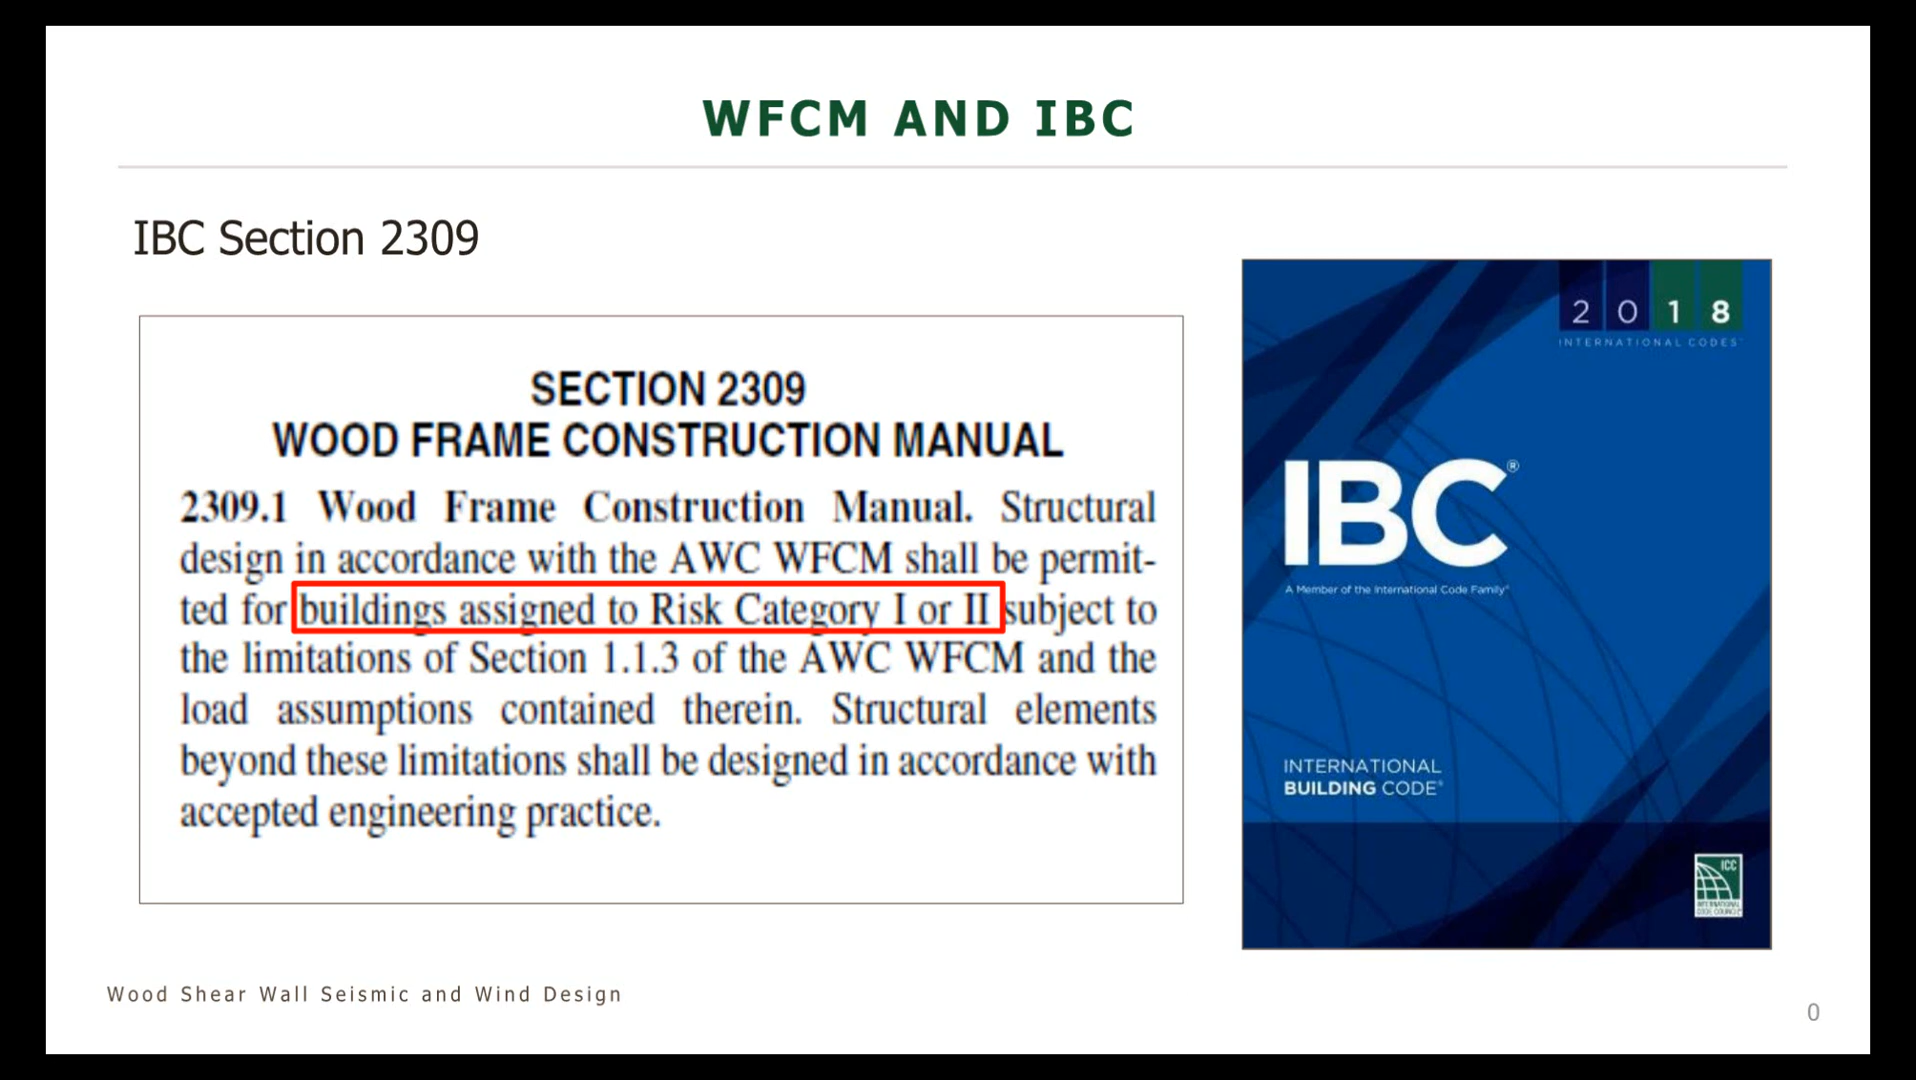 WFCM AND IBC
IBC Section 2309
SECTION 2309
WOOD FRAME CONSTRUCTION MANUAL
2309.1 Wood Frame Construction Manual. Structural
design in accordance with the AWC WFCM shall be permit-
ted for buildings assigned to Risk Category I or II subject to
the limitations of Section 1.1.3 of the AWC WFCM and the
load assumptions contained therein. Structural elements
beyond these limitations shall be designed in accordance with
accepted engineering practice.
2018
INTERNATIONAL CODES
IBC®
A Member of the International Code Family®
INTERNATIONAL
BUILDING CODE®
ICC
INTERNATIONAL
CODE COUNCIL
Wood Shear Wall Seismic and Wind Design
0